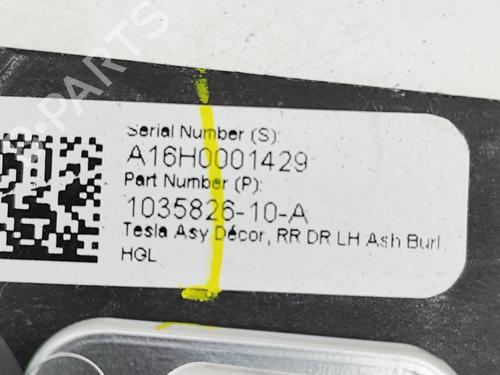 Serial Number (S):
A16H0001429
Part Number (P):
1035826-10-A
Tesla Asy Décor, RR DR LH Ash Burl
HGL
PARTS